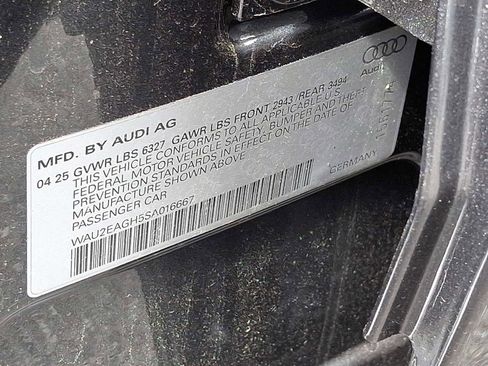 Audi
MFD. BY AUDI AG
04 25 GVWR LBS 6327 GAWR LBS FRONT 2943 /REAR 3494
THIS VEHICLE CONFORMS TO ALL APPLICABLE U.S.
FEDERAL MOTOR VEHICLE SAFETY, BUMPER AND THEFT
PREVENTION STANDARDS IN EFFECT ON THE DATE OF
MANUFACTURE SHOWN ABOVE
PASSENGER CAR
GERMANY
WAU2EAGH5SA016667